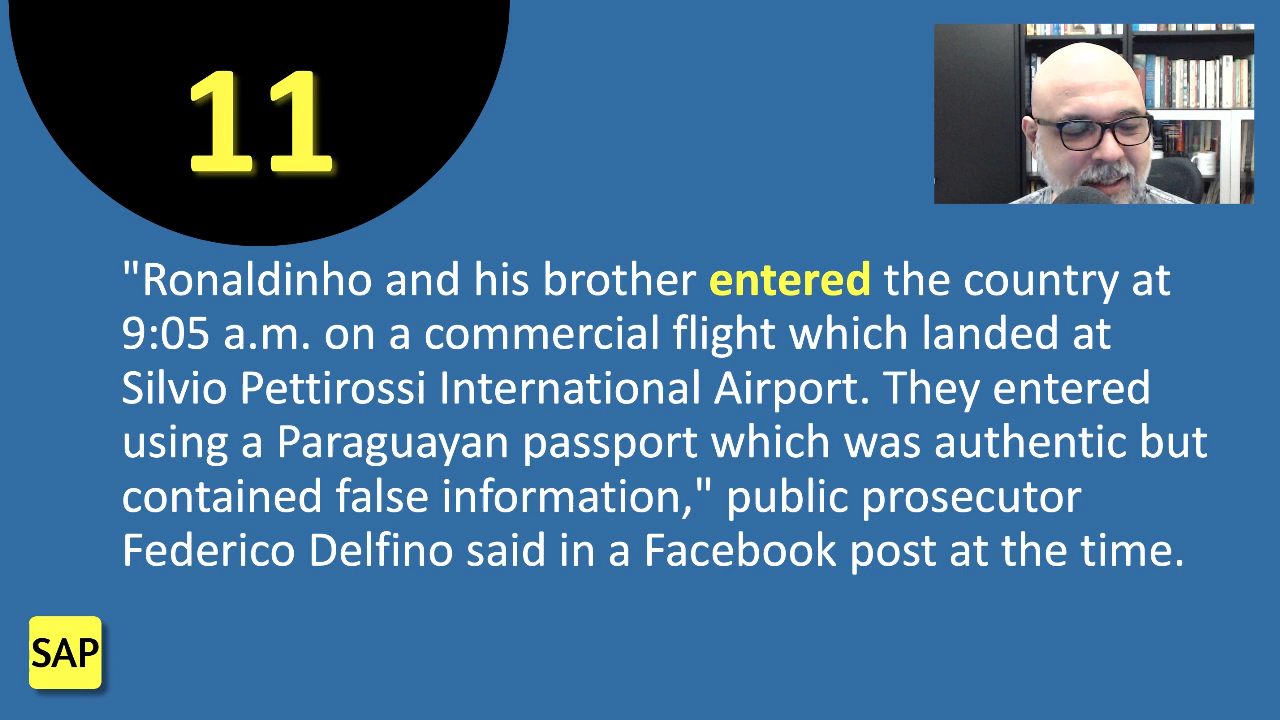 11
"Ronaldinho and his brother entered the country at
9:05 a.m. on a commercial flight which landed at
Silvio Pettirossi International Airport. They entered
using a Paraguayan passport which was authentic but
contained false information," public prosecutor
Federico Delfino said in a Facebook post at the time.
SAP